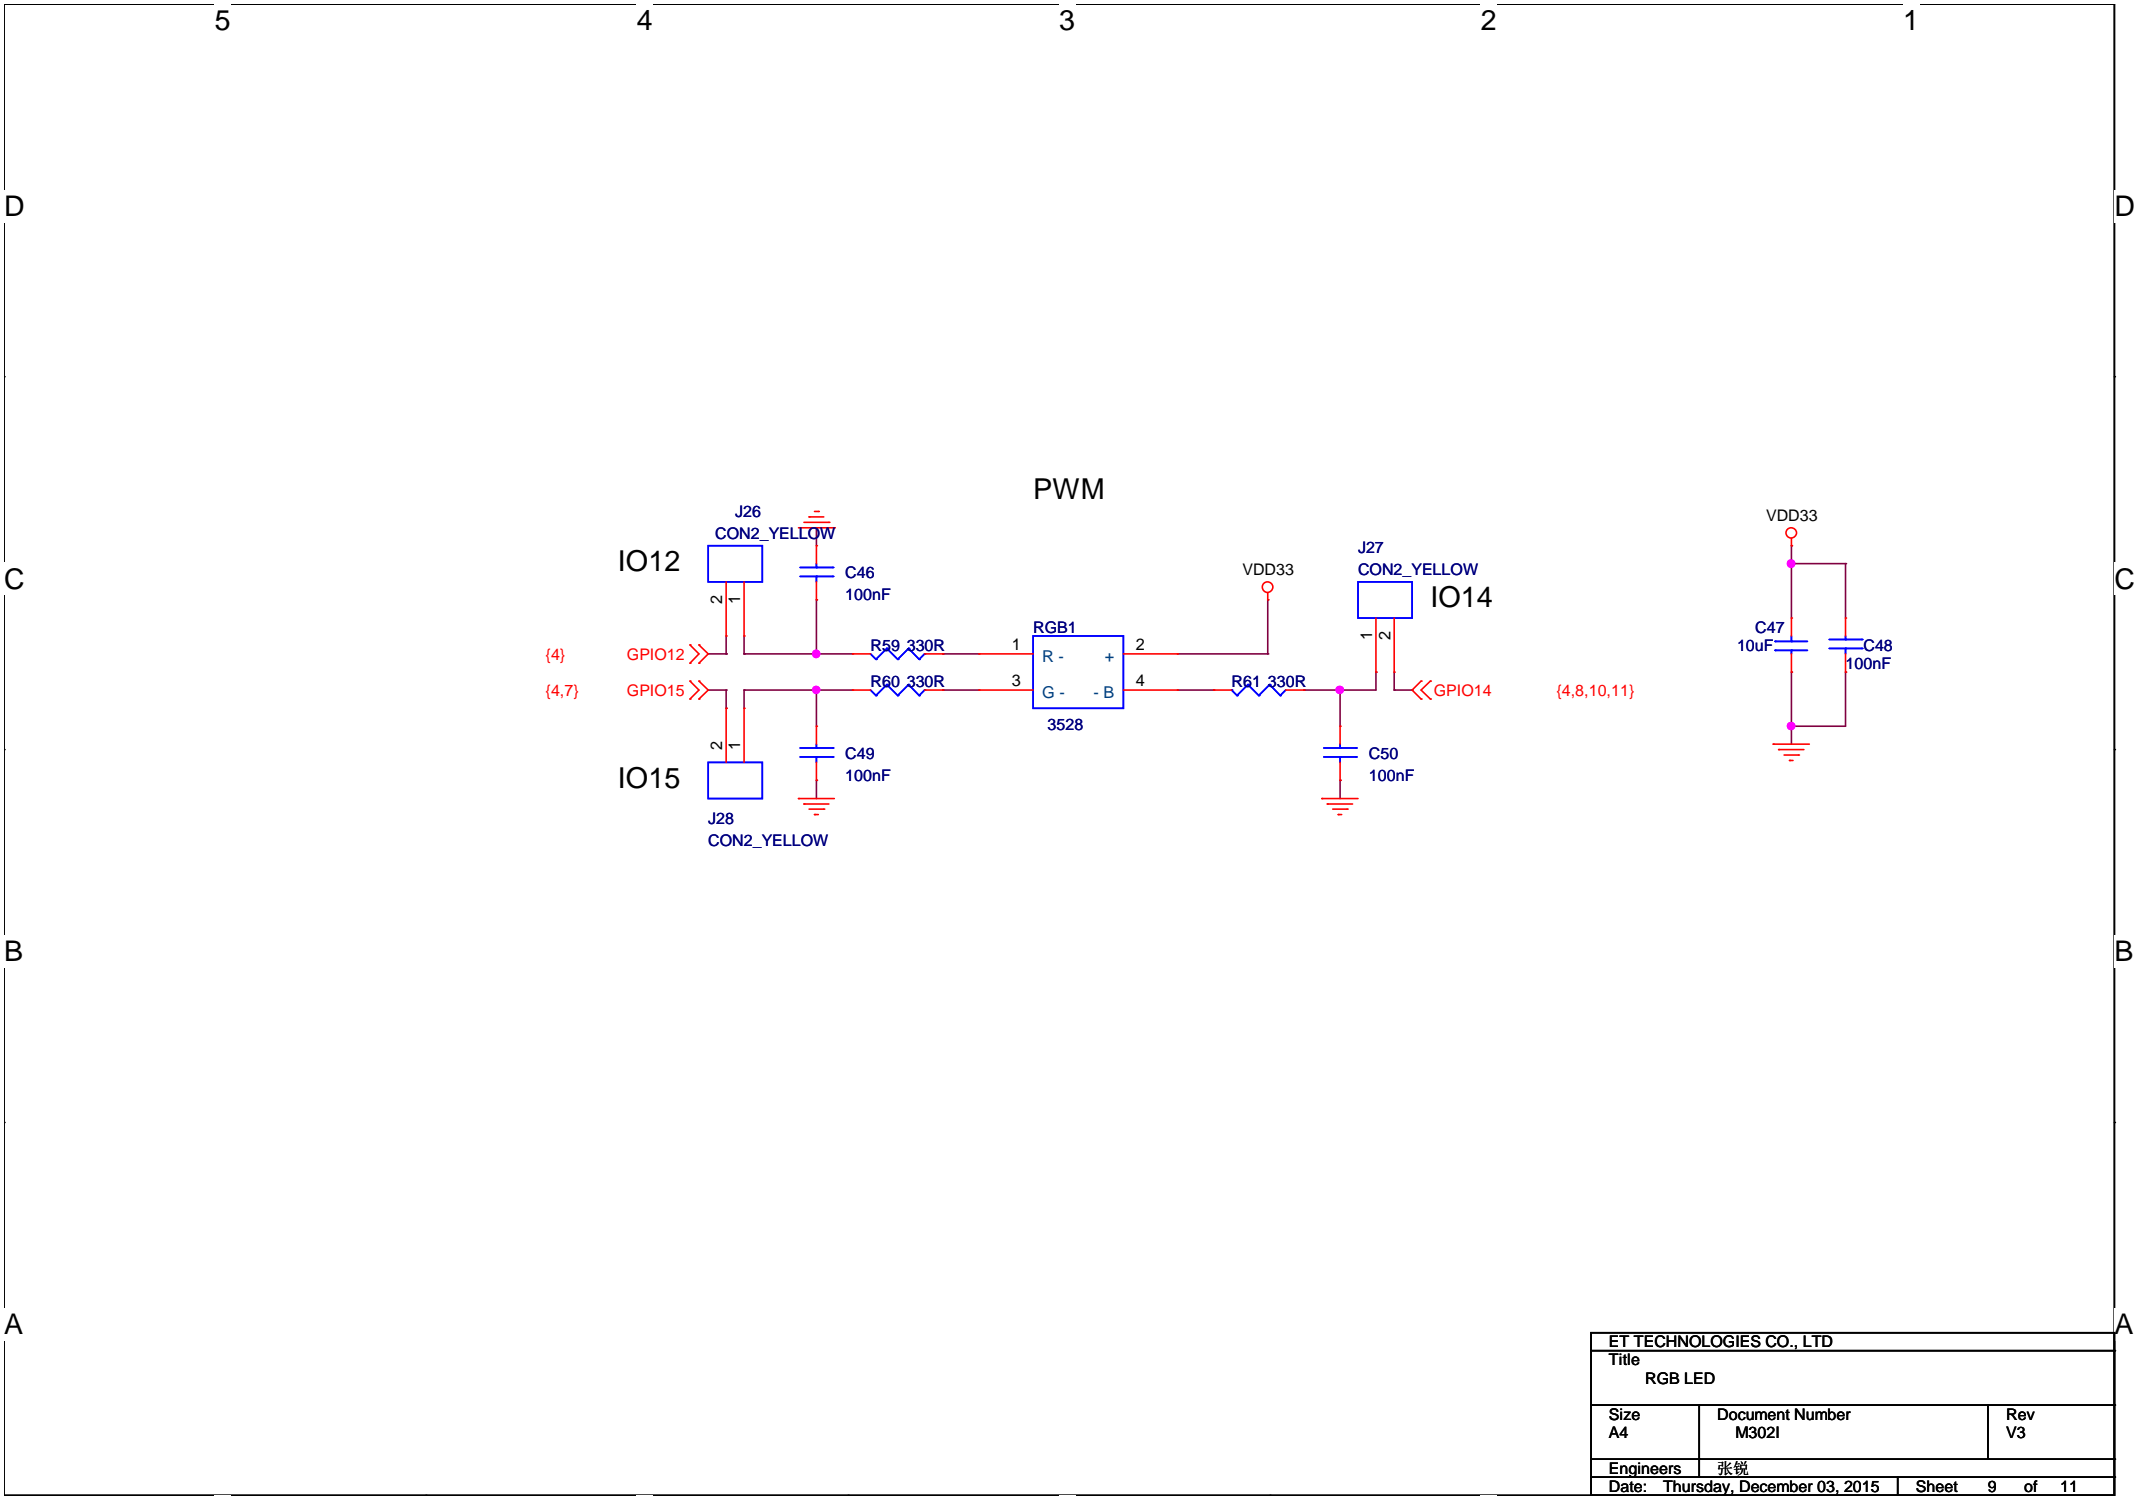 5 4 3 2 1
D D
PWM
J26
CON2_YELLOW
IO12
C46
100nF
2 1
VDD33
J27
CON2_YELLOW
IO14
1 2
VDD33
C47
10uF
C48
100nF
C C
{4} GPIO12 R59 330R 1 RGB1 2
R - +
{4,7} GPIO15 R60 330R 3 G - - B 4 R61 330R GPIO14 {4,8,10,11}
3528
2 1
IO15
C49
100nF
C50
100nF
J28
CON2_YELLOW
B B
A A
ET TECHNOLOGIES CO., LTD
Title
RGB LED
Size Document Number Rev
A4 M302I V3
Engineers 张锐
Date: Thursday, December 03, 2015 Sheet 9 of 11